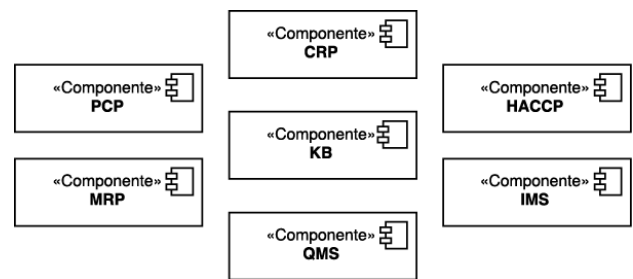 «Componente»
CRP
«Componente»
PCP
«Componente»
HACCP
«Componente»
KB
«Componente»
MRP
«Componente»
IMS
«Componente»
QMS